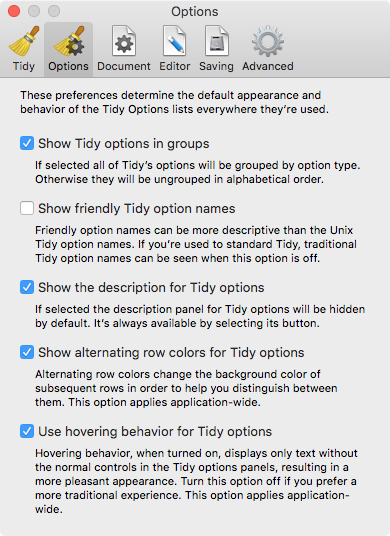 Options
Tidy Options Document Editor Saving Advanced
These preferences determine the default appearance and
behavior of the Tidy Options lists everywhere they're used.
Show Tidy options in groups
If selected all of Tidy's options will be grouped by option type.
Otherwise they will be ungrouped in alphabetical order.
Show friendly Tidy option names
Friendly option names can be more descriptive than the Unix
Tidy option names. If you're used to standard Tidy, traditional
Tidy option names can be seen when this option is off.
Show the description for Tidy options
If selected the description panel for Tidy options will be hidden
by default. It's always available by selecting its button.
Show alternating row colors for Tidy options
Alternating row colors change the background color of
subsequent rows in order to help you distinguish between
them. This option applies application-wide.
Use hovering behavior for Tidy options
Hovering behavior, when turned on, displays only text without
the normal controls in the Tidy options panels, resulting in a
more pleasant appearance. Turn this option off if you prefer a
more traditional experience. This option applies application-
wide.